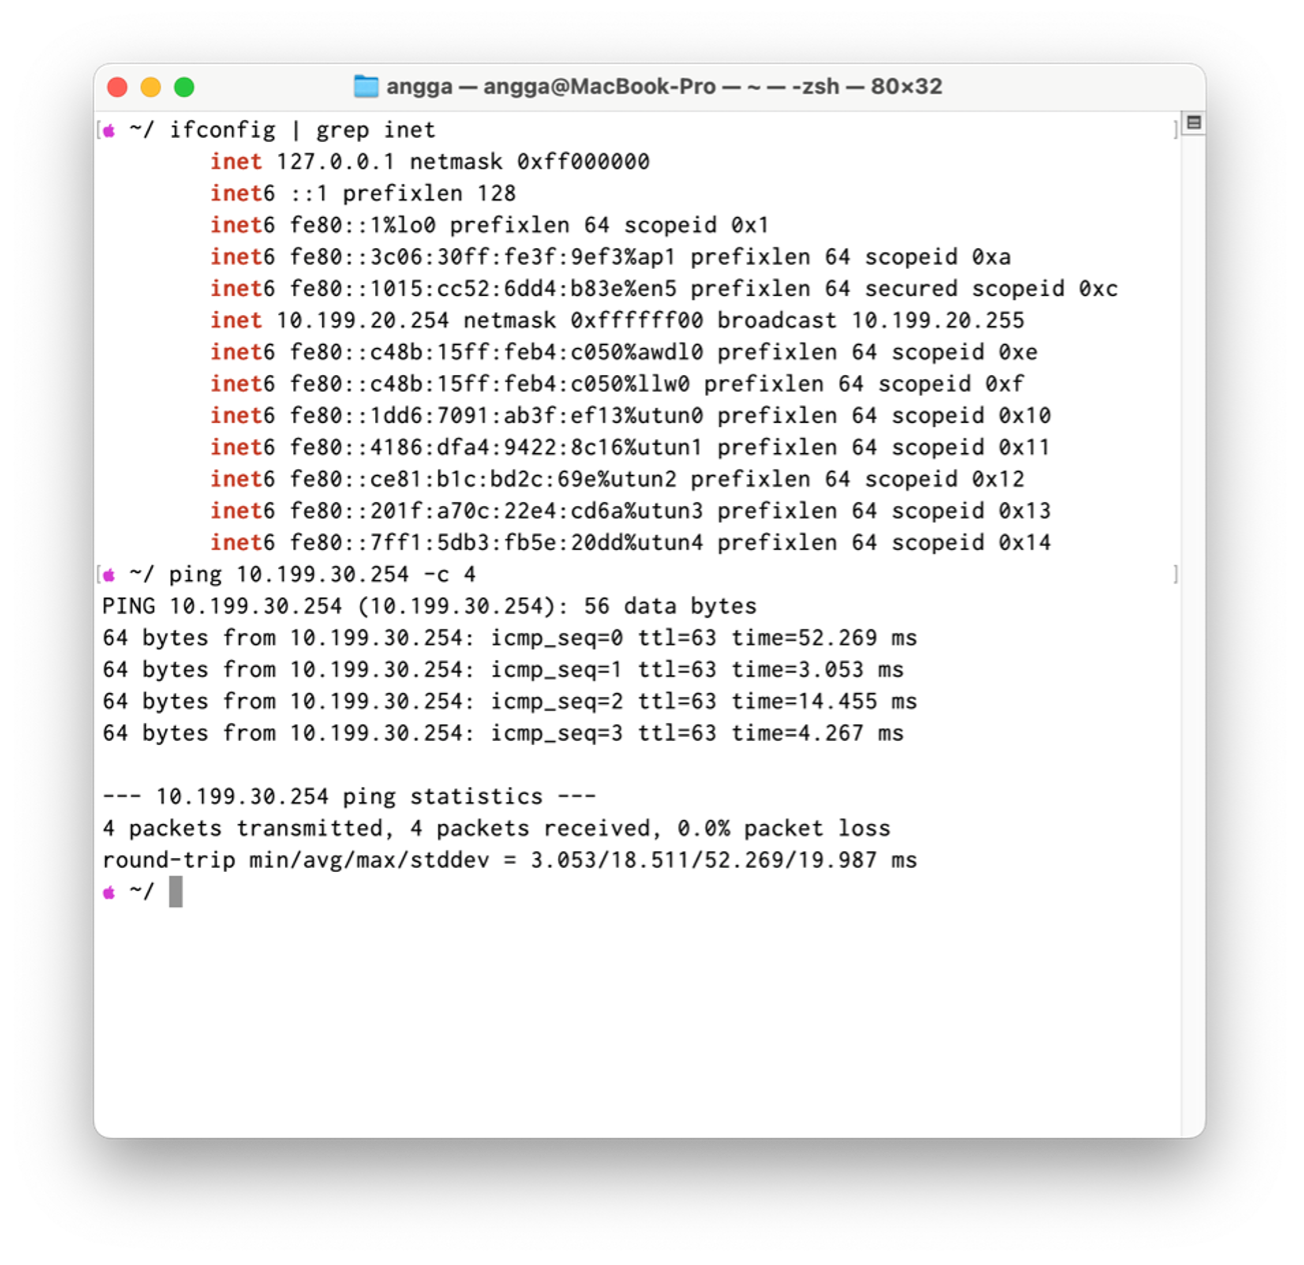 angga — angga@MacBook-Pro — ~ — -zsh — 80×32
~/ ifconfig | grep inet
inet 127.0.0.1 netmask 0xff000000
inet6 ::1 prefixlen 128
inet6 fe80::1%lo0 prefixlen 64 scopeid 0x1
inet6 fe80::3c06:30ff:fe3f:9ef3%ap1 prefixlen 64 scopeid 0xa
inet6 fe80::1015:cc52:6dd4:b83e%en5 prefixlen 64 secured scopeid 0xc
inet 10.199.20.254 netmask 0xffffff00 broadcast 10.199.20.255
inet6 fe80::c48b:15ff:feb4:c050%awdl0 prefixlen 64 scopeid 0xe
inet6 fe80::c48b:15ff:feb4:c050%llw0 prefixlen 64 scopeid 0xf
inet6 fe80::1dd6:7091:ab3f:ef13%utun0 prefixlen 64 scopeid 0x10
inet6 fe80::4186:dfa4:9422:8c16%utun1 prefixlen 64 scopeid 0x11
inet6 fe80::ce81:b1c:bd2c:69e%utun2 prefixlen 64 scopeid 0x12
inet6 fe80::201f:a70c:22e4:cd6a%utun3 prefixlen 64 scopeid 0x13
inet6 fe80::7ff1:5db3:fb5e:20dd%utun4 prefixlen 64 scopeid 0x14
~/ ping 10.199.30.254 -c 4
PING 10.199.30.254 (10.199.30.254): 56 data bytes
64 bytes from 10.199.30.254: icmp_seq=0 ttl=63 time=52.269 ms
64 bytes from 10.199.30.254: icmp_seq=1 ttl=63 time=3.053 ms
64 bytes from 10.199.30.254: icmp_seq=2 ttl=63 time=14.455 ms
64 bytes from 10.199.30.254: icmp_seq=3 ttl=63 time=4.267 ms
--- 10.199.30.254 ping statistics ---
4 packets transmitted, 4 packets received, 0.0% packet loss
round-trip min/avg/max/stddev = 3.053/18.511/52.269/19.987 ms
~/